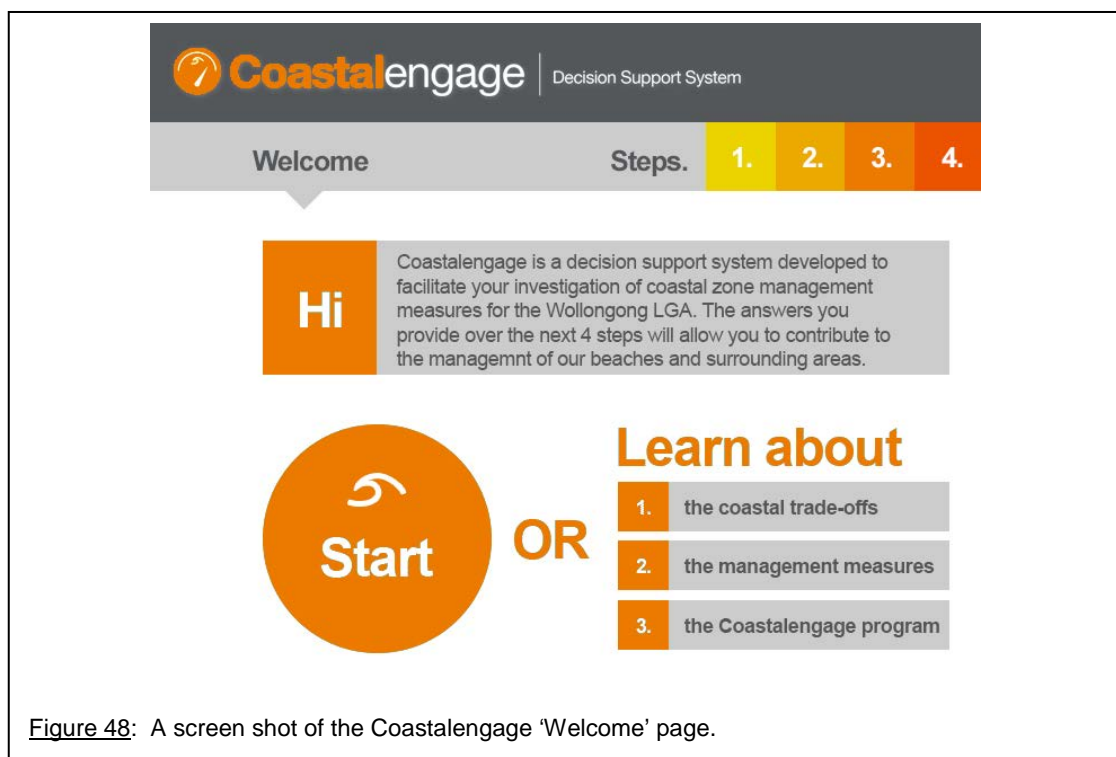 Coastalengage Decision Support System
Welcome Steps. 1. 2. 3. 4.
Hi
Coastalengage is a decision support system developed to
facilitate your investigation of coastal zone management
measures for the Wollongong LGA. The answers you
provide over the next 4 steps will allow you to contribute to
the managemnt of our beaches and surrounding areas.
Start
OR
Learn about
1. the coastal trade-offs
2. the management measures
3. the Coastalengage program
Figure 48: A screen shot of the Coastalengage ‘Welcome’ page.